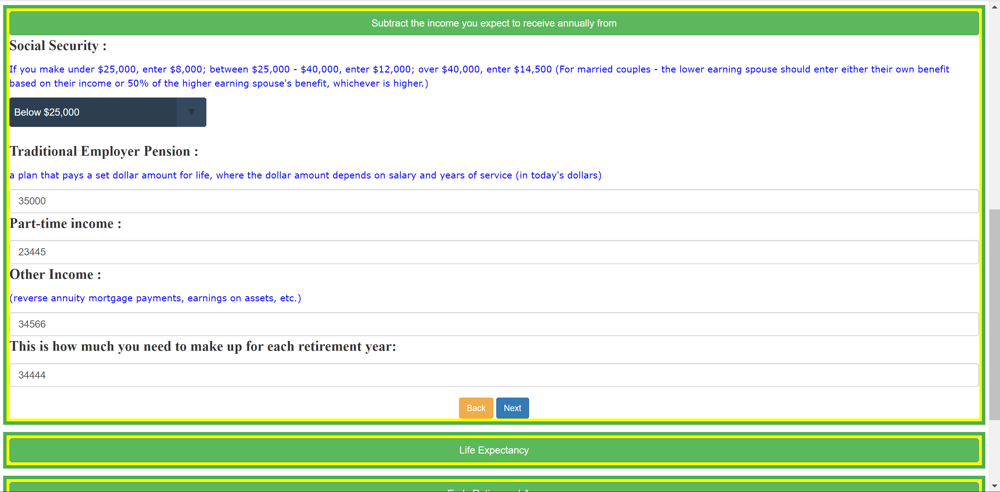 Subtract the income you expect to receive annually from
Social Security :
If you make under $25,000, enter $8,000; between $25,000 - $40,000, enter $12,000; over $40,000, enter $14,500 (For married couples - the lower earning spouse should enter either their own benefit
based on their income or 50% of the higher earning spouse's benefit, whichever is higher.)
Below $25,000
Traditional Employer Pension :
a plan that pays a set dollar amount for life, where the dollar amount depends on salary and years of service (in today's dollars)
35000
Part-time income :
23445
Other Income :
(reverse annuity mortgage payments, earnings on assets, etc.)
34566
This is how much you need to make up for each retirement year:
34444
Back Next
Life Expectancy